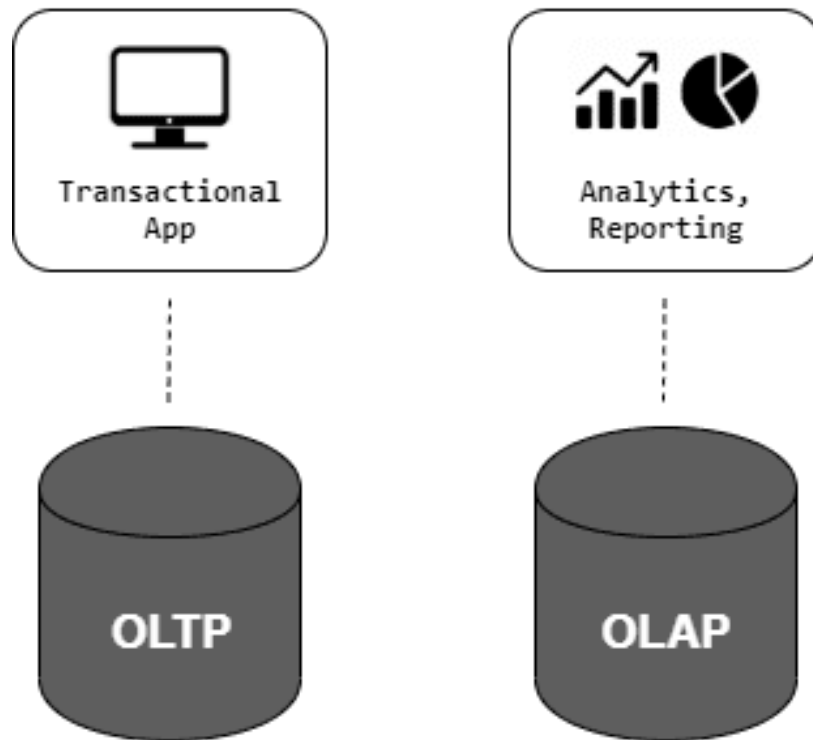 Transactional
App
Analytics,
Reporting
OLTP
OLAP